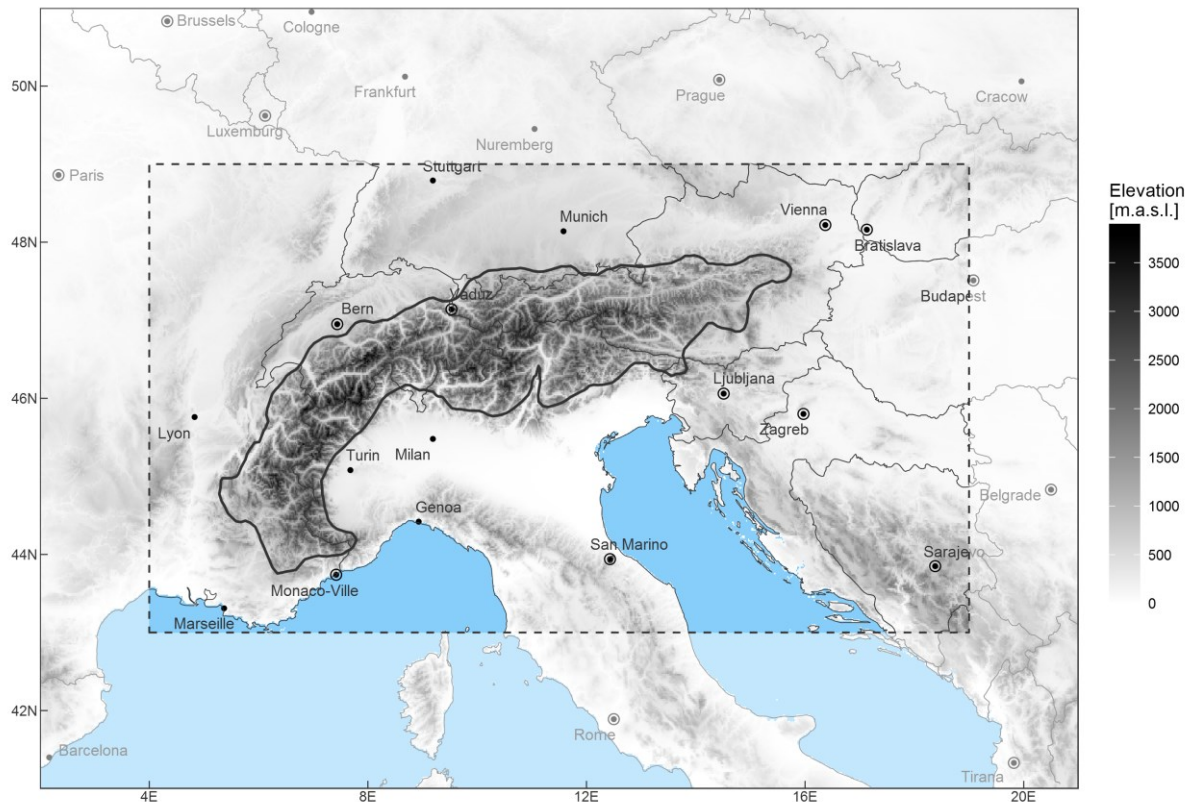 Brussels
Cologne
50N
Frankfurt
Prague
Cracow
Luxemburg
Nuremberg
Paris
Stuttgart
Elevation
[m.a.s.l.]
Munich
Vienna
48N
Bratislava
3500
Vaduz
Budapest
Bern
3000
2500
46N
Ljubljana
2000
Lyon
Zagreb
Turin
Milan
1500
Belgrade
1000
Genoa
44N
San Marino
Sarajevo
500
Monaco-Ville
0
Marseille
42N
Rome
Barcelona
Tirana
4E
8E
12E
16E
20E